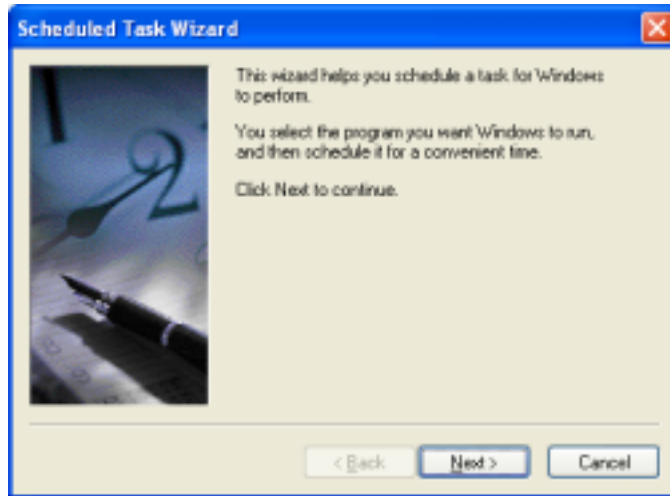 Scheduled Task Wizard
This wizard helps you schedule a task for Windows
to perform.
You select the program you want Windows to run,
and then schedule it for a convenient time.
Click Next to continue.
12
< Back
Next >
Cancel